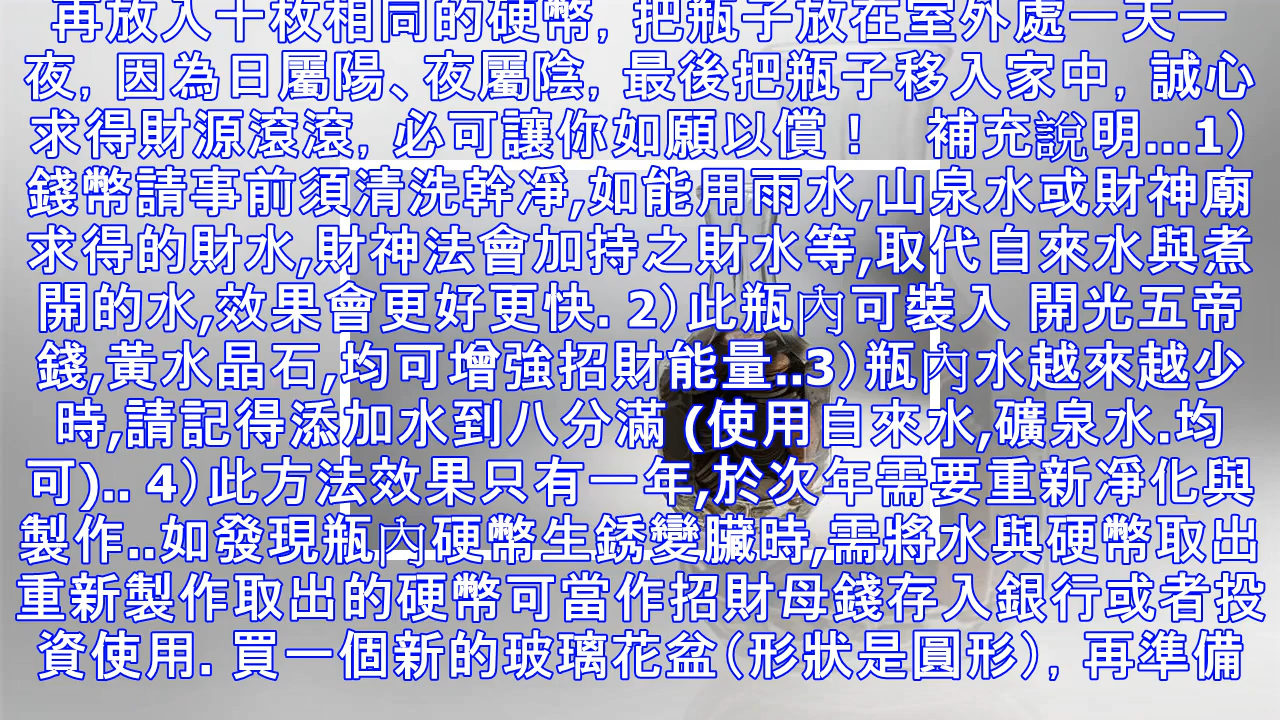 再放入十枚相同的硬幣, 把瓶子放在室外處一天一
夜, 因為日屬陽、夜屬陰, 最後把瓶子移入家中, 誠心
求得財源滾滾, 必可讓你如願以償！ 補充說明...1）
錢幣請事前須清洗幹淨,如能用雨水,山泉水或財神廟
求得的財水,財神法會加持之財水等,取代自來水與煮
開的水,效果會更好更快. 2）此瓶內可裝入 開光五帝
錢,黃水晶石,均可增強招財能量..3）瓶內水越來越少
時,請記得添加水到八分滿 (使用自來水,礦泉水.均
可).. 4）此方法效果只有一年,於次年需要重新淨化與
製作..如發現瓶內硬幣生銹變臟時,需將水與硬幣取出
重新製作取出的硬幣可當作招財母錢存入銀行或者投
資使用. 買一個新的玻璃花盆（形狀是圓形）, 再準備